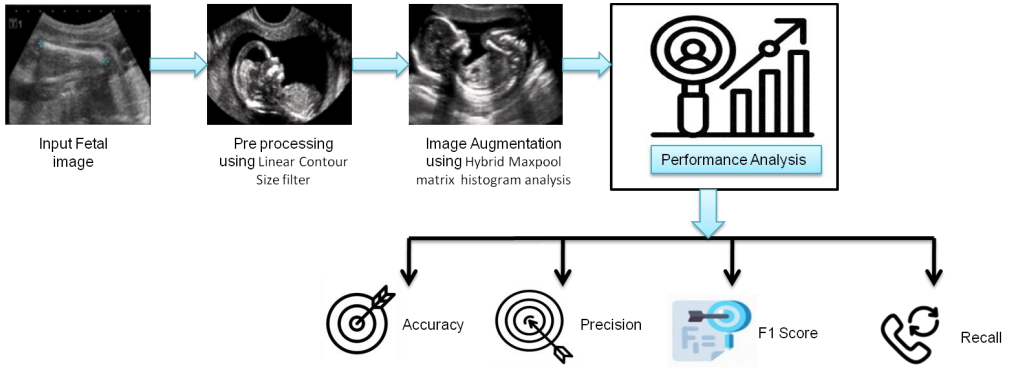 Input Fetal
image
Pre processing
using Linear Contour
Size filter
Image Augmentation
using Hybrid Maxpool
matrix histogram analysis
Performance Analysis
Accuracy
Precision
F1 Score
Recall